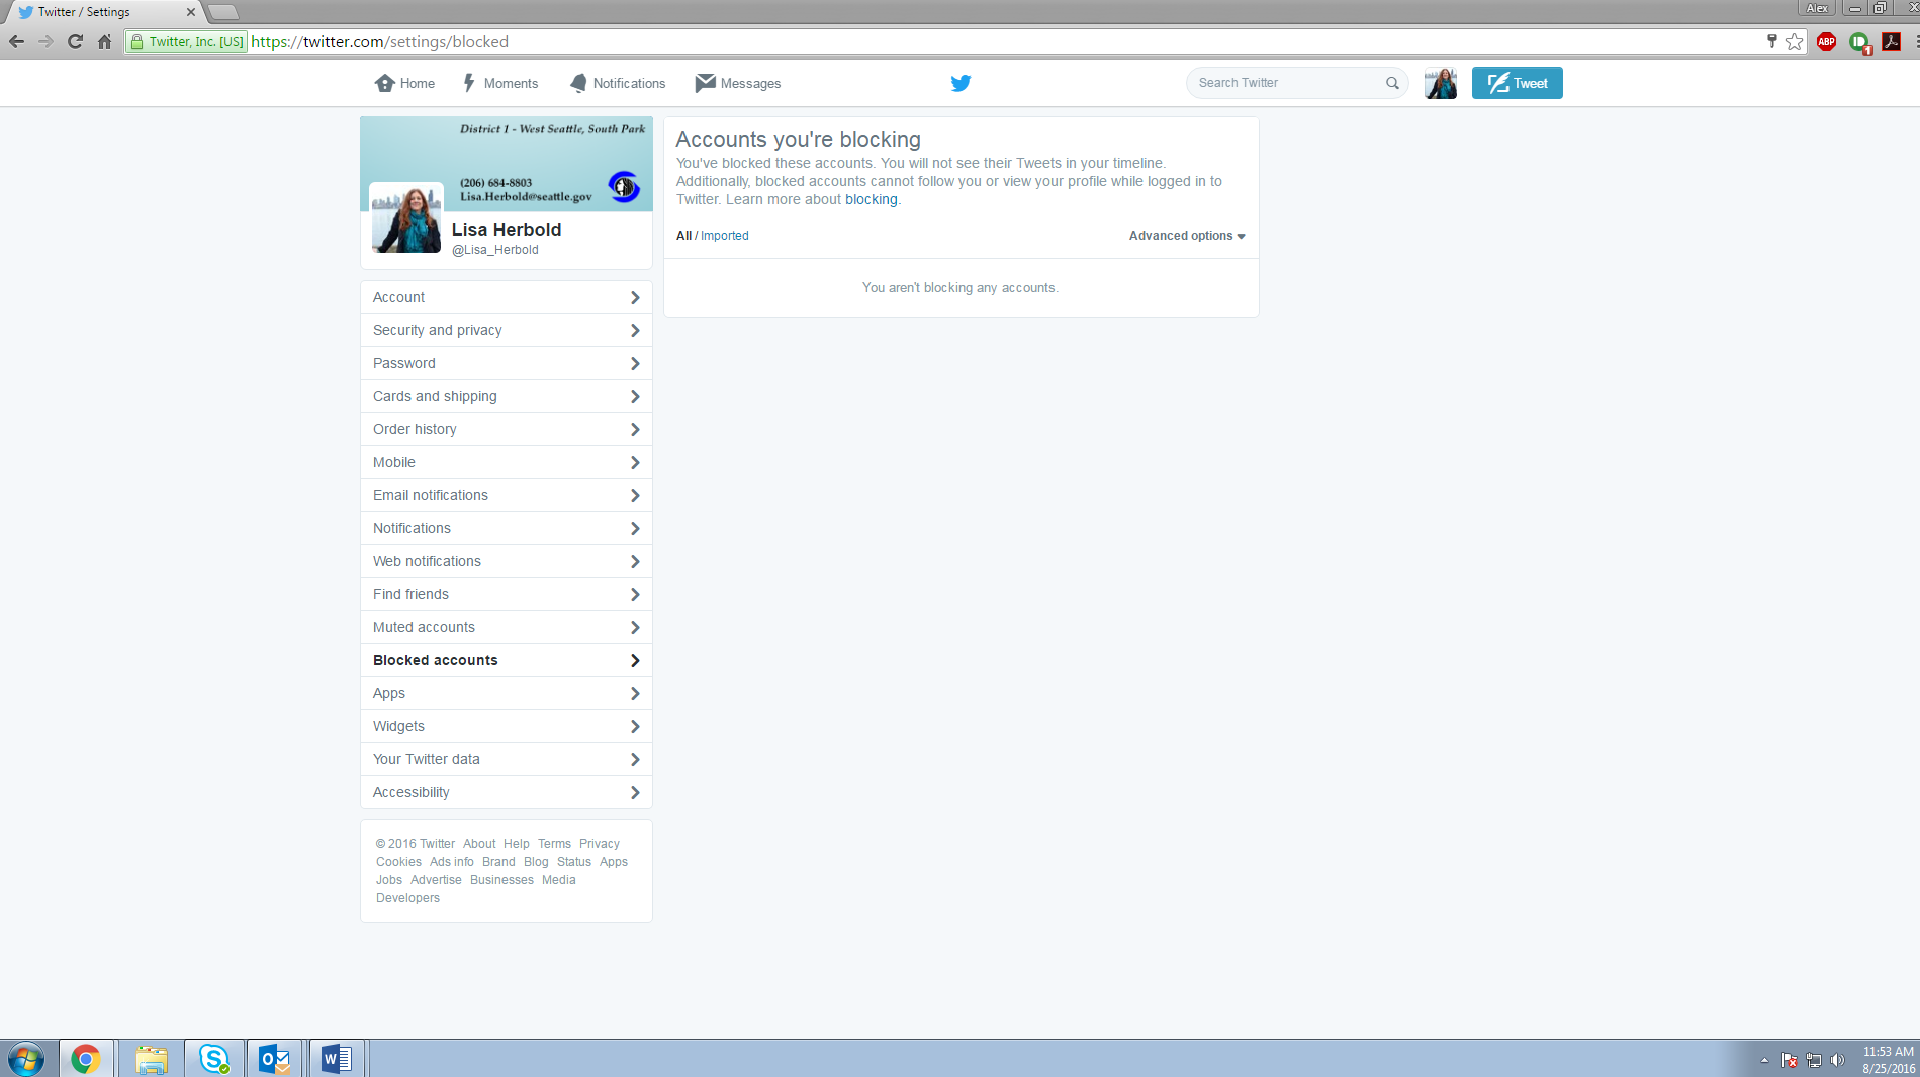 Twitter / Settings
Alex
Twitter, Inc. [US] https://twitter.com/settings/blocked
ABP
1
Home Moments Notifications Messages
Search Twitter
Tweet
District 1 - West Seattle, South Park
(206) 684-8803
Lisa.Herbold@seattle.gov
Lisa Herbold
@Lisa_Herbold
Account
Security and privacy
Password
Cards and shipping
Order history
Mobile
Email notifications
Notifications
Web notifications
Find friends
Muted accounts
Blocked accounts
Apps
Widgets
Your Twitter data
Accessibility
© 2016 Twitter About Help Terms Privacy
Cookies Ads info Brand Blog Status Apps
Jobs Advertise Businesses Media
Developers
Accounts you're blocking
You've blocked these accounts. You will not see their Tweets in your timeline.
Additionally, blocked accounts cannot follow you or view your profile while logged in to
Twitter. Learn more about blocking.
All / Imported
Advanced options
You aren't blocking any accounts.
11:53 AM
8/25/2016